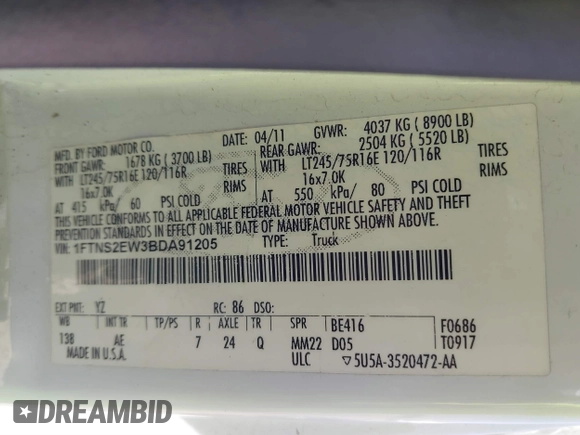 MFD. BY FORD MOTOR CO.
04/11 GVWR: 4037 KG ( 8900 LB)
FRONT GAWR: 1678 KG ( 3700 LB)
REAR GAWR: 2504 KG ( 5520 LB)
WITH LT245/75R16E 120/116R TIRES
WITH LT245/75R16E 120/116R TIRES
16x7.0K RIMS
16x7.0K RIMS
AT 415 kPa/ 60 PSI COLD
AT 550 kPa/ 80 PSI COLD
THIS VEHICLE CONFORMS TO ALL APPLICABLE FEDERAL MOTOR VEHICLE SAFETY AND THEFT
PREVENTION STANDARDS IN EFFECT ON THE DATE OF MANUFACTURE SHOWN ABOVE.
VIN: 1FTNS2EW3BDA91205 TYPE: Truck
EXT PNT: YZ RC: 86 DSO:
WB INT TR TP/PS R AXLE TR SPR BE416 F0686
138 AE 7 24 Q MM22 D05 T0917
MADE IN U.S.A. ULC ▽5U5A-3520472-AA
DREAMBID